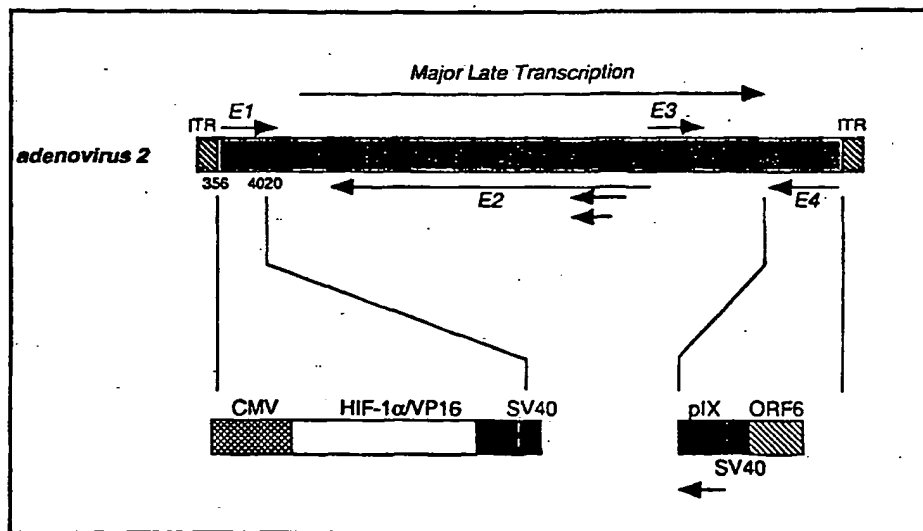 Major Late Transcription
E1
E3
ITR
ITR
adenovirus 2
356
4020
E2
E4
CMV
HIF-1α/VP16
SV40
pIX
ORF6
SV40